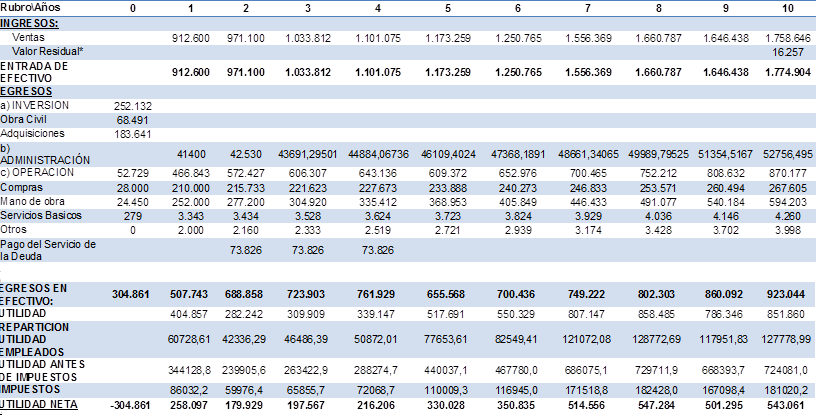 Rubro\Años 0 1 2 3 4 5 6 7 8 9 10
INGRESOS:
Ventas 912.600 971.100 1.033.812 1.101.075 1.173.259 1.250.765 1.556.369 1.660.787 1.646.438 1.758.646
Valor Residual* 16.257
ENTRADA DE
EFECTIVO 912.600 971.100 1.033.812 1.101.075 1.173.259 1.250.765 1.556.369 1.660.787 1.646.438 1.774.904
EGRESOS
a) INVERSION 252.132
Obra Civil 68.491
Adquisiciones 183.641
b)
ADMINISTRACIÓN 41400 42.530 43691,29501 44884,06736 46109,4024 47368,1891 48661,34065 49989,79525 51354,5167 52756,495
c) OPERACION 52.729 466.843 572.427 606.307 643.136 609.372 652.976 700.465 752.212 808.632 870.177
Compras 28.000 210.000 215.733 221.623 227.673 233.888 240.273 246.833 253.571 260.494 267.605
Mano de obra 24.450 252.000 277.200 304.920 335.412 368.953 405.849 446.433 491.077 540.184 594.203
Servicios Basicos 279 3.343 3.434 3.528 3.624 3.723 3.824 3.929 4.036 4.146 4.260
Otros 0 2.000 2.160 2.333 2.519 2.721 2.939 3.174 3.428 3.702 3.998
Pago del Servicio de
la Deuda 73.826 73.826 73.826
EGRESOS EN
EFECTIVO: 304.861 507.743 688.858 723.903 761.929 655.568 700.436 749.222 802.303 860.092 923.044
UTILIDAD 404.857 282.242 309.909 339.147 517.691 550.329 807.147 858.485 786.346 851.860
REPARTICION
UTILIDAD
EMPLEADOS 60728,61 42336,29 46486,39 50872,01 77653,61 82549,41 121072,08 128772,69 117951,83 127778,99
UTILIDAD ANTES
DE IMPUESTOS 344128,8 239905,6 263422,9 288274,7 440037,1 467780,0 686075,1 729711,9 668393,7 724081,0
IMPUESTOS 86032,2 59976,4 65855,7 72068,7 110009,3 116945,0 171518,8 182428,0 167098,4 181020,2
UTILIDAD NETA -304.861 258.097 179.929 197.567 216.206 330.028 350.835 514.556 547.284 501.295 543.061